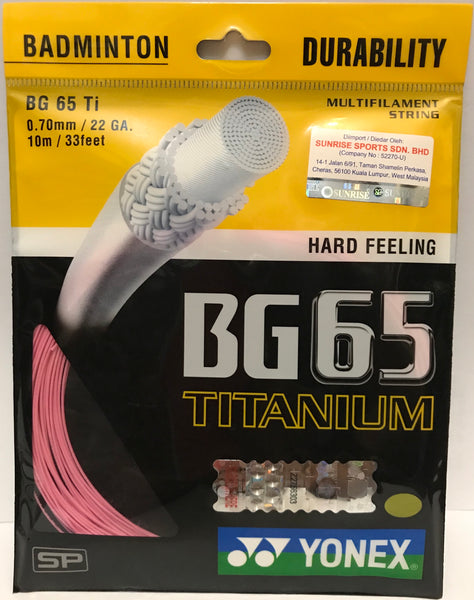 BADMINTON
DURABILITY
BG 65 Ti
0.70mm / 22 GA.
10m / 33feet
MULTIFILAMENT
STRING
Diimport / Diedar Oleh:
SUNRISE SPORTS SDN. BHD
(Company No : 52270-U)
14-1 Jalan 6/91, Taman Shamelin Perkasa,
Cheras, 56100 Kuala Lumpur, West Malaysia
SUNRISE
SP
HARD FEELING
BG65
TITANIUM
SP
YONEX